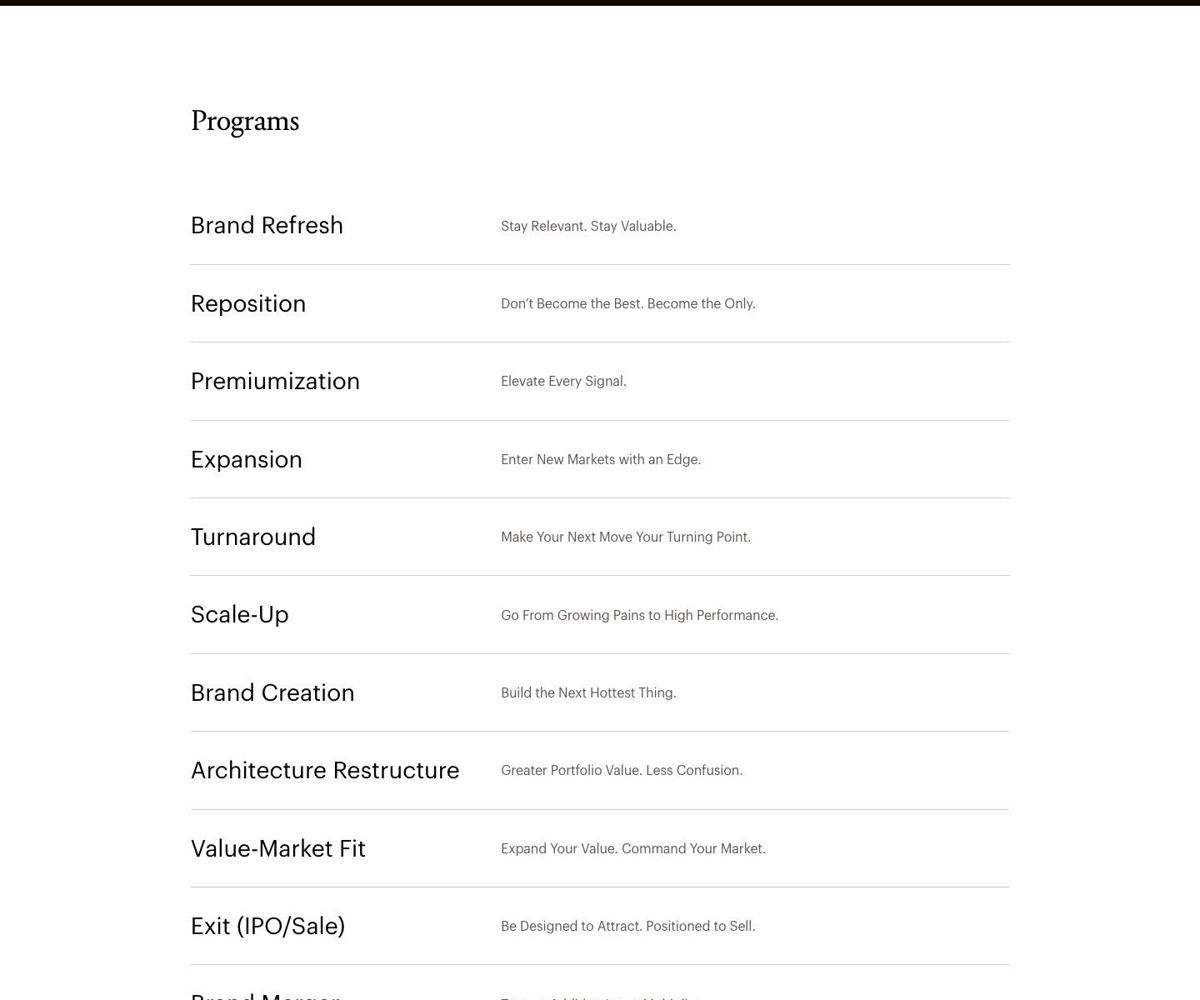 Programs
Brand Refresh
Stay Relevant. Stay Valuable.
Reposition
Don’t Become the Best. Become the Only.
Premiumization
Elevate Every Signal.
Expansion
Enter New Markets with an Edge.
Turnaround
Make Your Next Move Your Turning Point.
Scale-Up
Go From Growing Pains to High Performance.
Brand Creation
Build the Next Hottest Thing.
Architecture Restructure
Greater Portfolio Value. Less Confusion.
Value-Market Fit
Expand Your Value. Command Your Market.
Exit (IPO/Sale)
Be Designed to Attract. Positioned to Sell.
Brand Merger